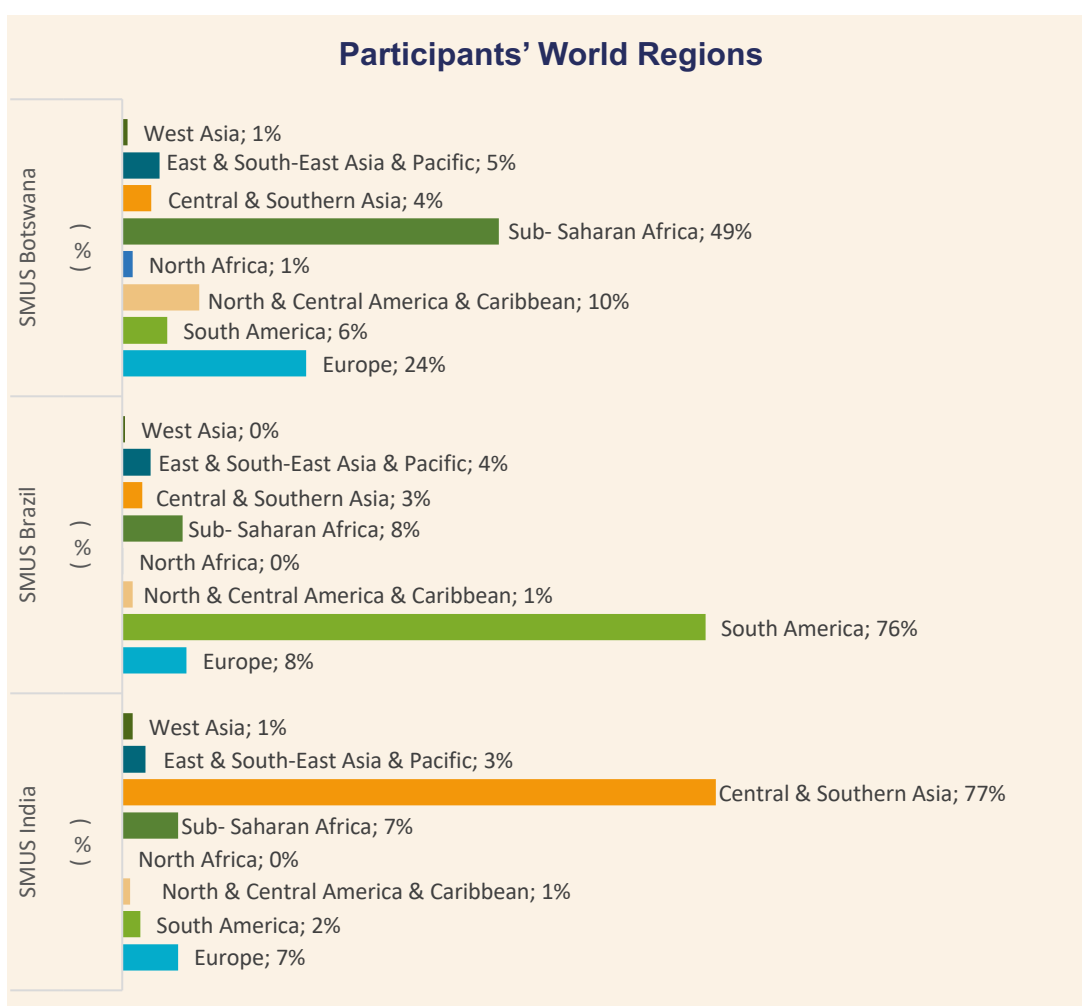 Participants' World Regions
SMUS Botswana
( % )
West Asia; 1%
East & South-East Asia & Pacific; 5%
Central & Southern Asia; 4%
Sub- Saharan Africa; 49%
North Africa; 1%
North & Central America & Caribbean; 10%
South America; 6%
Europe; 24%
SMUS Brazil
( % )
West Asia; 0%
East & South-East Asia & Pacific; 4%
Central & Southern Asia; 3%
Sub- Saharan Africa; 8%
North Africa; 0%
North & Central America & Caribbean; 1%
South America; 76%
Europe; 8%
SMUS India
( % )
West Asia; 1%
East & South-East Asia & Pacific; 3%
Central & Southern Asia; 77%
Sub- Saharan Africa; 7%
North Africa; 0%
North & Central America & Caribbean; 1%
South America; 2%
Europe; 7%